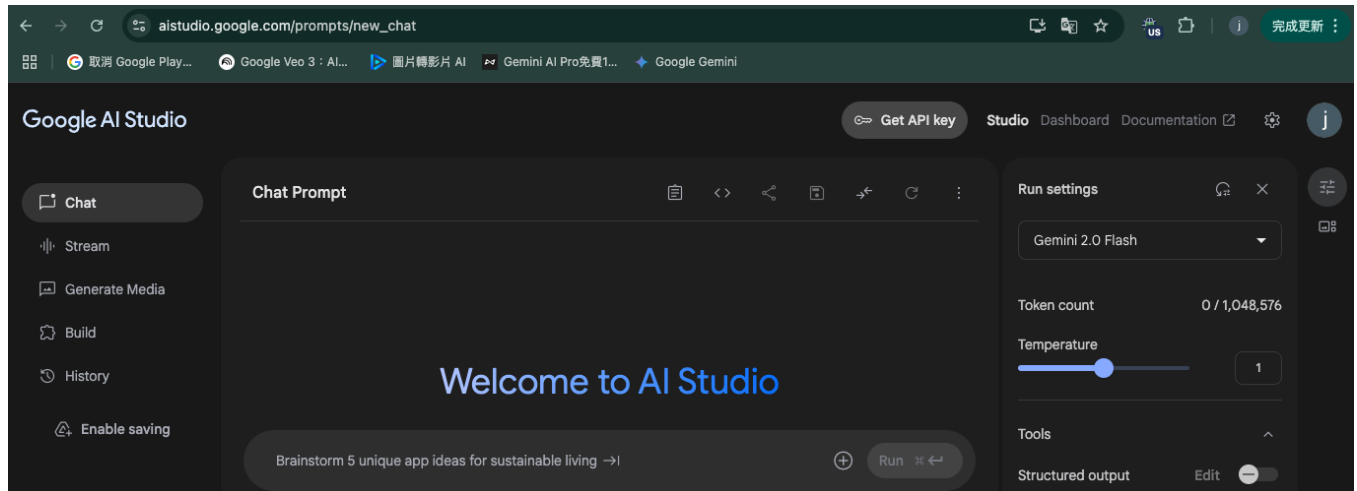 aistudio.google.com/prompts/new_chat
US
j
完成更新
取消 Google Play...
Google Veo 3：AI...
圖片轉影片 AI
Gemini AI Pro免費1...
Google Gemini
Google AI Studio
Get API key
Studio
Dashboard
Documentation
j
Chat
Stream
Generate Media
Build
History
Enable saving
Chat Prompt
Welcome to AI Studio
Brainstorm 5 unique app ideas for sustainable living
Run
Run settings
Gemini 2.0 Flash
Token count 0 / 1,048,576
Temperature
1
Tools
Structured output Edit